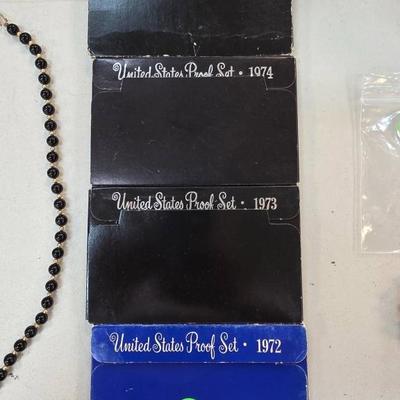 United States Proof Set • 1974
United States Proof Set • 1973
United States Proof Set • 1972